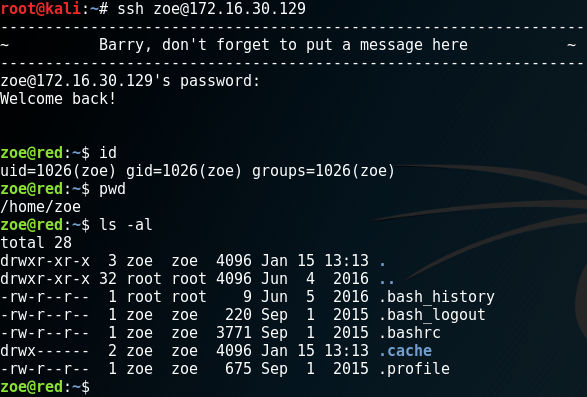 root@kali:~# ssh zoe@172.16.30.129
-----------------------------------------------------------------
~          Barry, don't forget to put a message here           ~
-----------------------------------------------------------------
zoe@172.16.30.129's password:
Welcome back!
zoe@red:~$ id
uid=1026(zoe) gid=1026(zoe) groups=1026(zoe)
zoe@red:~$ pwd
/home/zoe
zoe@red:~$ ls -al
total 28
drwxr-xr-x  3 zoe  zoe  4096 Jan 15 13:13 .
drwxr-xr-x 32 root root 4096 Jun  4  2016 ..
-rw-r--r--  1 root root    9 Jun  5  2016 .bash_history
-rw-r--r--  1 zoe  zoe   220 Sep  1  2015 .bash_logout
-rw-r--r--  1 zoe  zoe  3771 Sep  1  2015 .bashrc
drwx------  2 zoe  zoe  4096 Jan 15 13:13 .cache
-rw-r--r--  1 zoe  zoe   675 Sep  1  2015 .profile
zoe@red:~$